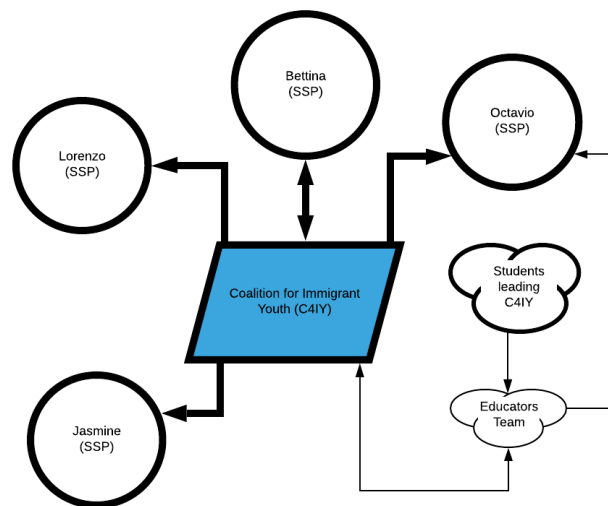 Bettina
(SSP)
Octavio
(SSP)
Lorenzo
(SSP)
Coalition for Immigrant
Youth (C4IY)
Students
leading
C4IY
Jasmine
(SSP)
Educators
Team